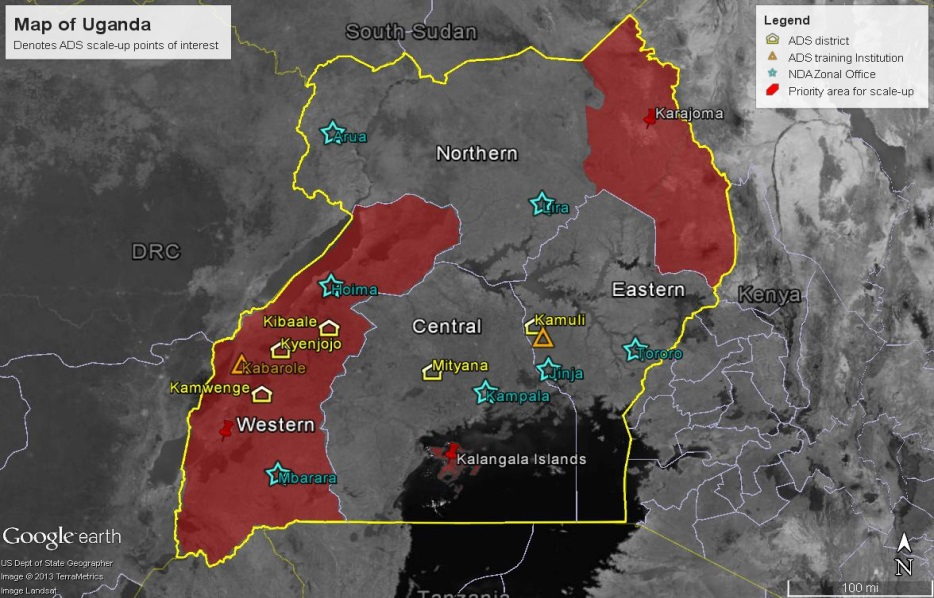 Map of Uganda
Denotes ADS scale-up points of interest
Legend
ADS district
ADS training Institution
NDA Zonal Office
Priority area for scale-up
South Sudan
Karajoma
Arua
Northern
Lira
DRC
Hoima
Eastern
Kenya
Kibaale
Central
Kamuli
Kyenjojo
Tororo
Kabarole
Mityana
Jinja
Kamwenge
Kampala
Western
Kalangala Islands
Mbarara
Google earth
US Dept of State Geographer
Image © 2013 TerraMetrics
Image Landsat
N
100 mi
Tanzania